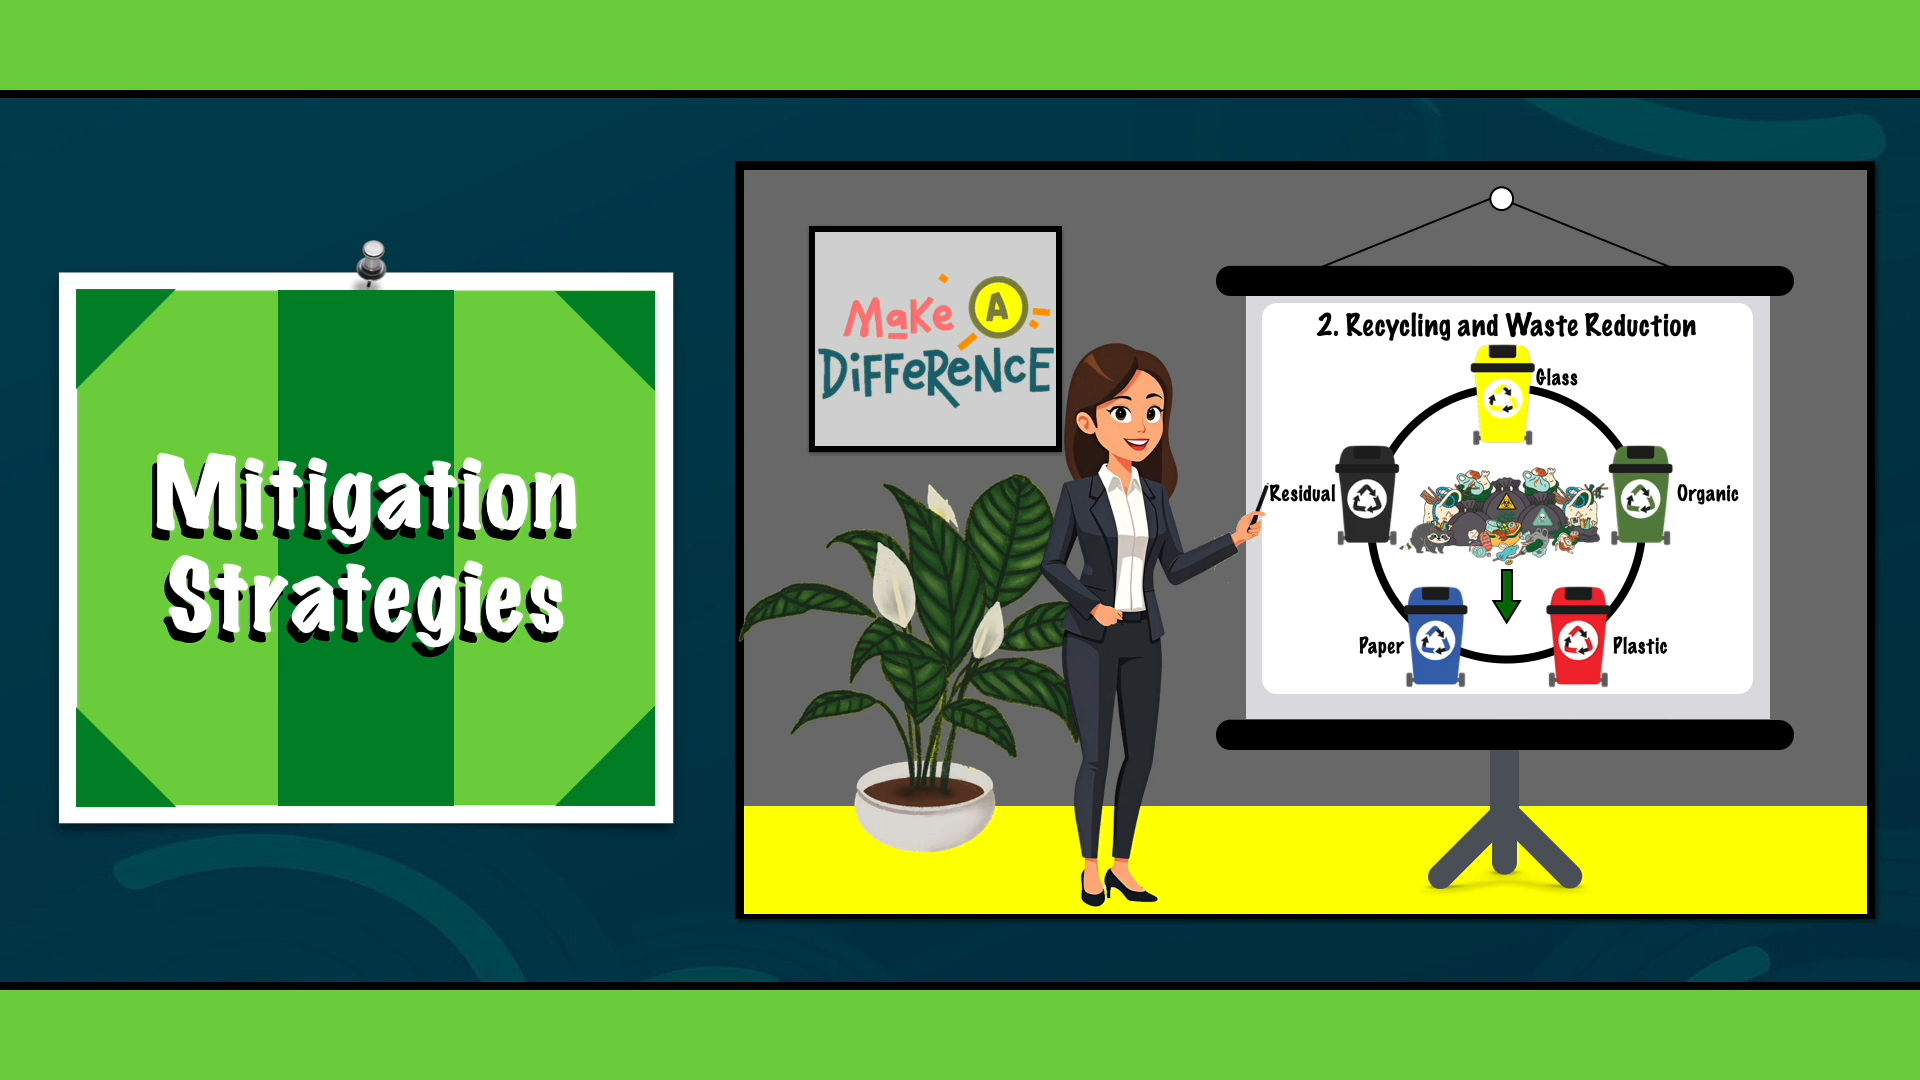 Mitigation
Strategies
Make A
DiFFeReNCE
2. Recycling and Waste Reduction
Glass
Residual
Organic
Paper
Plastic